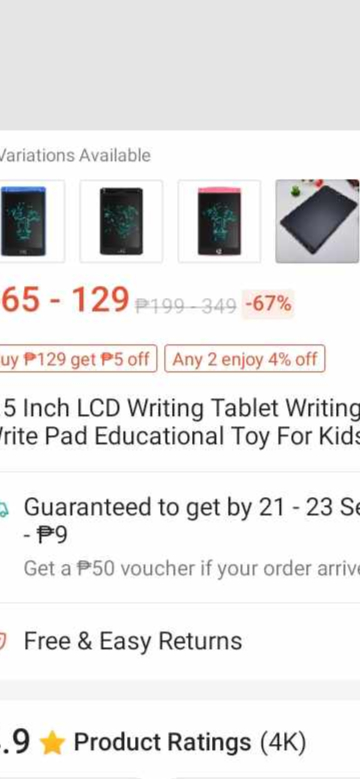 Variations Available
65 - 129 ₱199 - 349 -67%
uy ₱129 get ₱5 off Any 2 enjoy 4% off
5 Inch LCD Writing Tablet Writing
rite Pad Educational Toy For Kids
Guaranteed to get by 21 - 23 Se
- ₱9
Get a ₱50 voucher if your order arrive
Free & Easy Returns
.9 Product Ratings (4K)